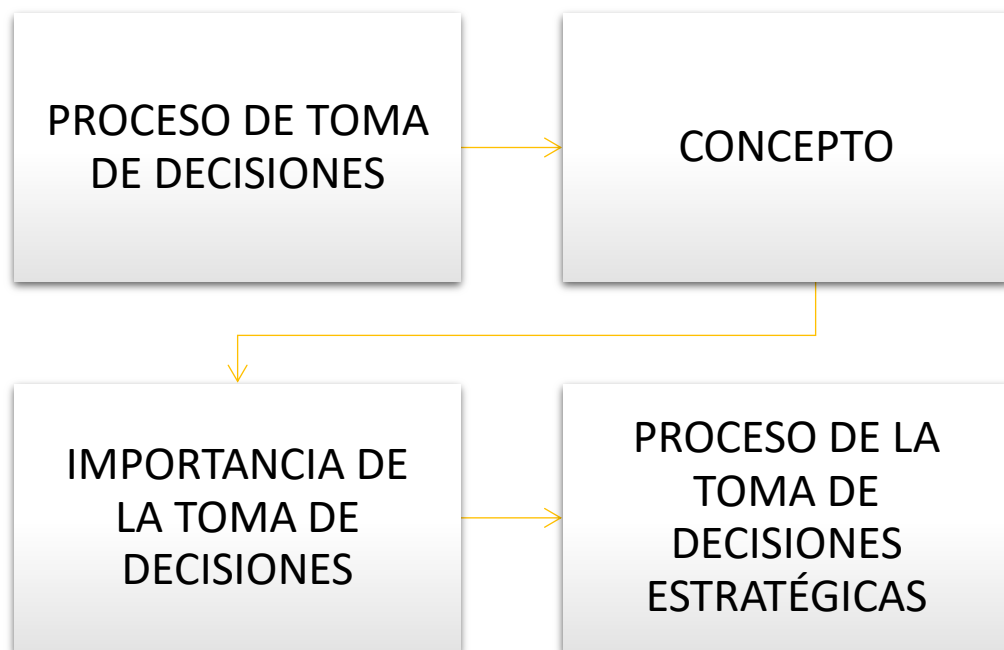 PROCESO DE TOMA
DE DECISIONES
CONCEPTO
IMPORTANCIA DE
LA TOMA DE
DECISIONES
PROCESO DE LA
TOMA DE
DECISIONES
ESTRATÉGICAS